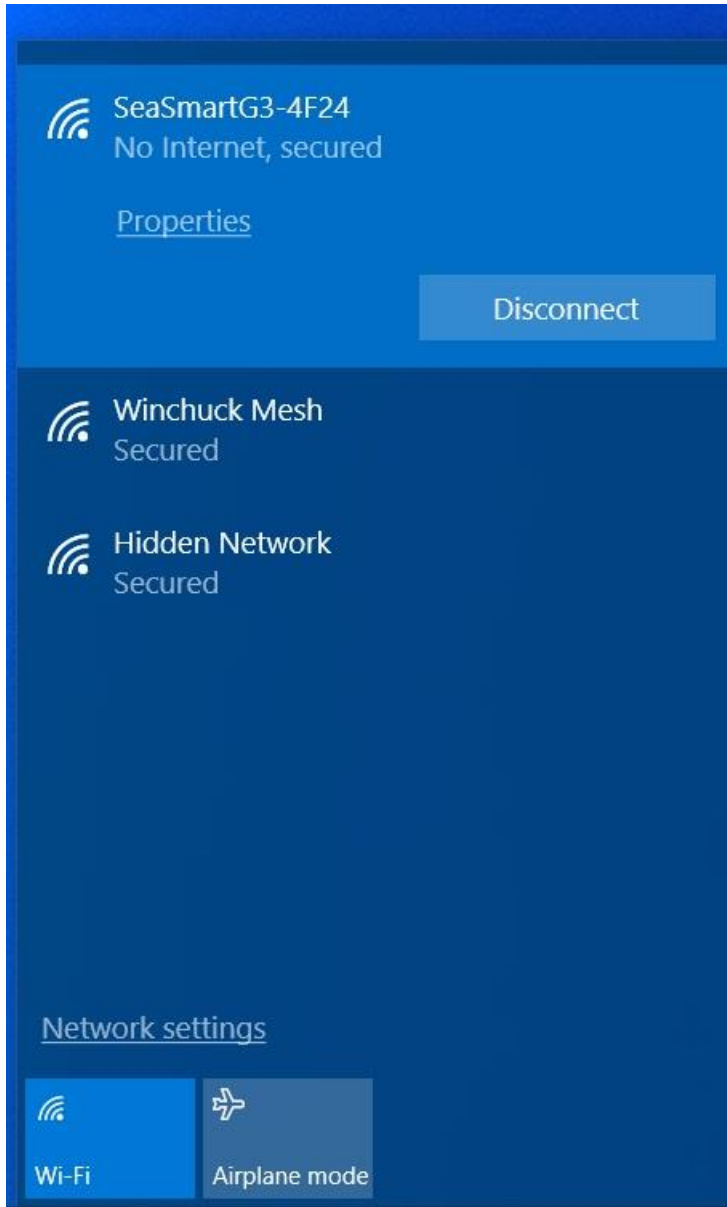 SeaSmartG3-4F24
No Internet, secured
Properties
Disconnect
Winchuck Mesh
Secured
Hidden Network
Secured
Network settings
Wi-Fi
Airplane mode